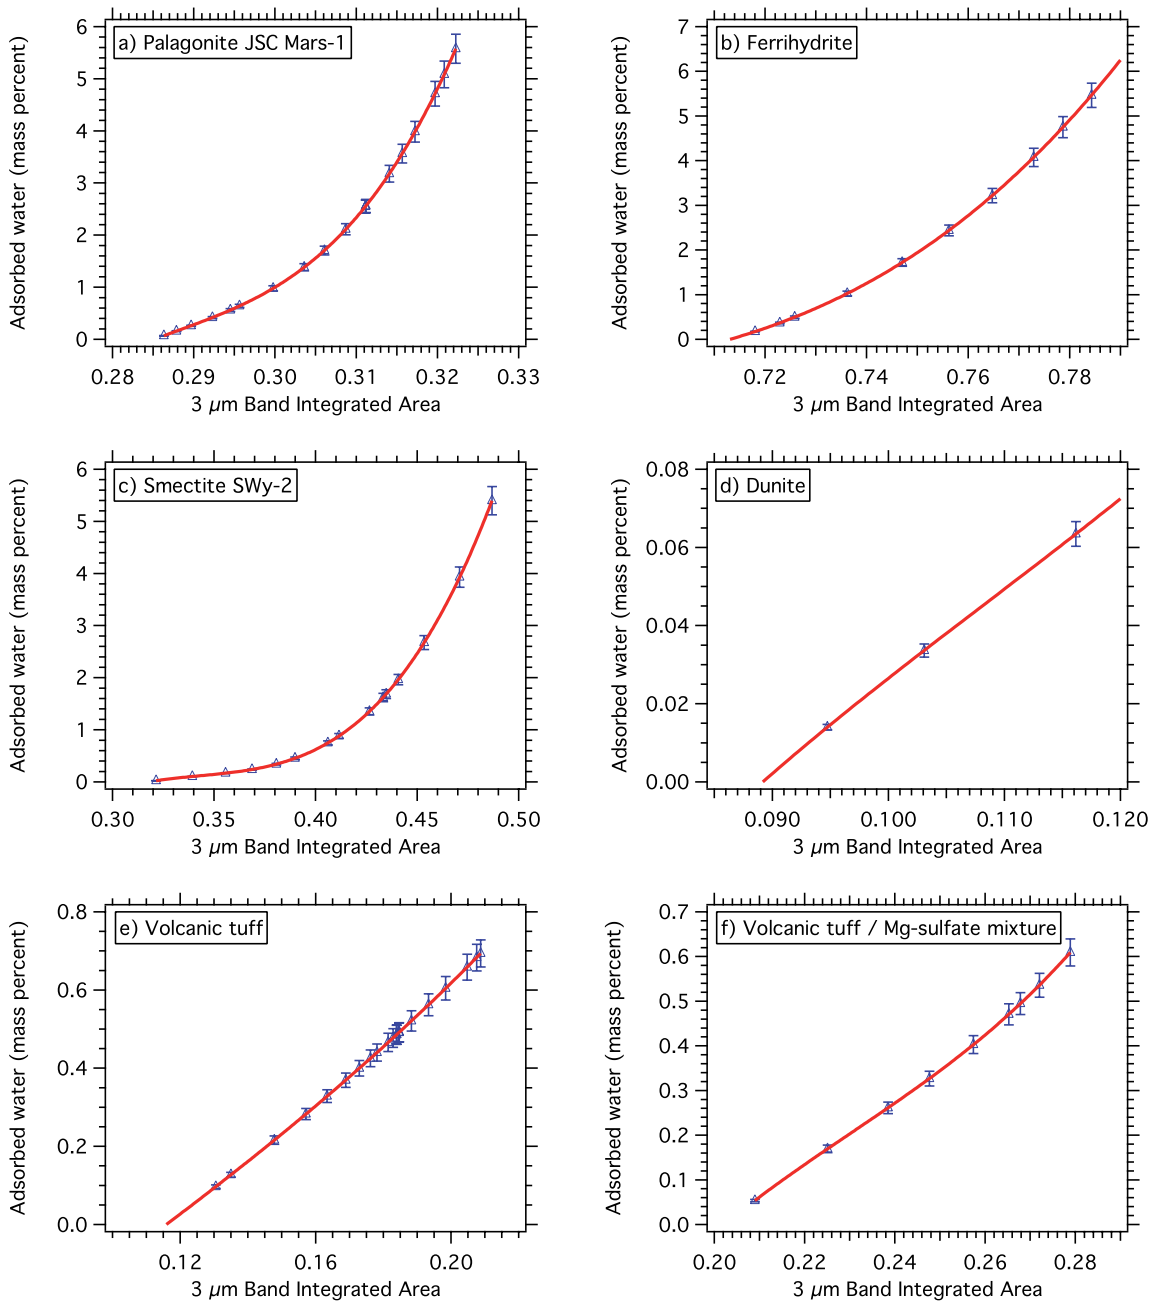 a) Palagonite JSC Mars-1
Adsorbed water (mass percent)
6
5
4
3
2
1
0
0.28 0.29 0.30 0.31 0.32 0.33
3 µm Band Integrated Area
b) Ferrihydrite
Adsorbed water (mass percent)
7
6
5
4
3
2
1
0
0.72 0.74 0.76 0.78
3 µm Band Integrated Area
c) Smectite SWy-2
Adsorbed water (mass percent)
6
5
4
3
2
1
0
0.30 0.35 0.40 0.45 0.50
3 µm Band Integrated Area
d) Dunite
Adsorbed water (mass percent)
0.08
0.06
0.04
0.02
0.00
0.090 0.100 0.110 0.120
3 µm Band Integrated Area
e) Volcanic tuff
Adsorbed water (mass percent)
0.8
0.6
0.4
0.2
0.0
0.12 0.16 0.20
3 µm Band Integrated Area
f) Volcanic tuff / Mg-sulfate mixture
Adsorbed water (mass percent)
0.7
0.6
0.5
0.4
0.3
0.2
0.1
0.0
0.20 0.22 0.24 0.26 0.28
3 µm Band Integrated Area